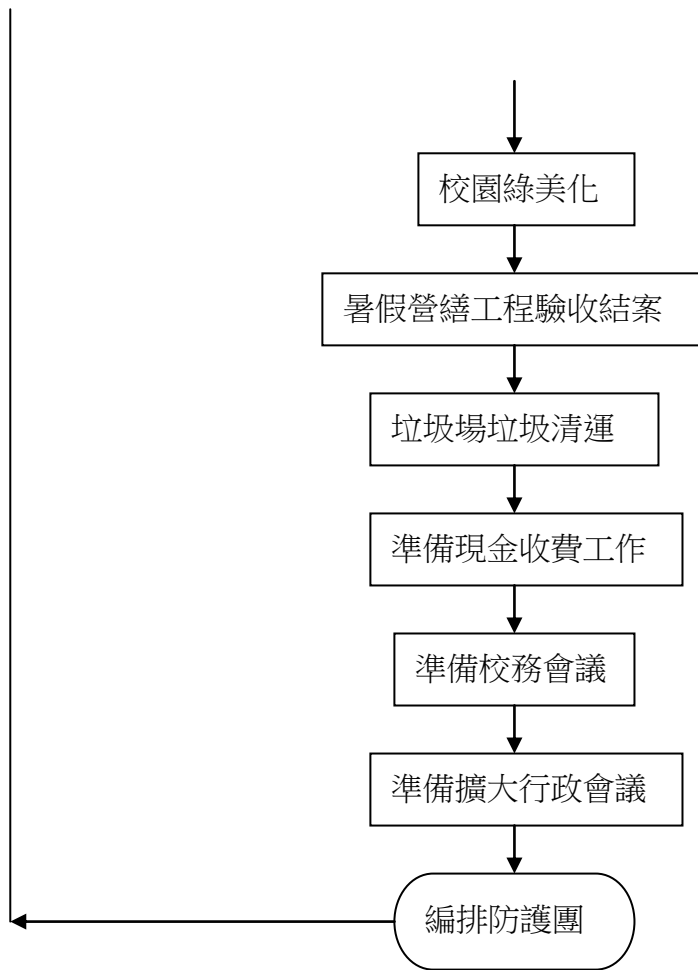 校園綠美化
暑假營繕工程驗收結案
垃圾場垃圾清運
準備現金收費工作
準備校務會議
準備擴大行政會議
編排防護團